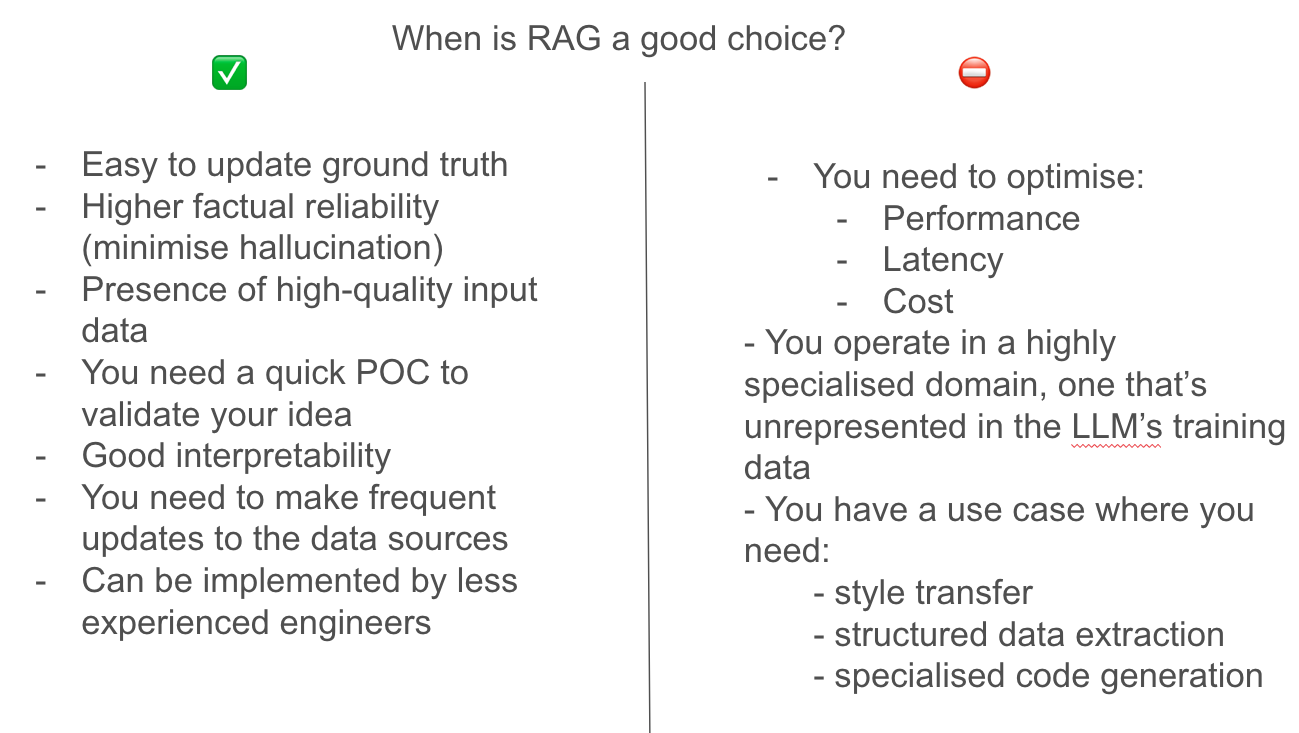 When is RAG a good choice?
- Easy to update ground truth
- Higher factual reliability
(minimise hallucination)
- Presence of high-quality input
data
- You need a quick POC to
validate your idea
- Good interpretability
- You need to make frequent
updates to the data sources
- Can be implemented by less
experienced engineers
- You need to optimise:
- Performance
- Latency
- Cost
- You operate in a highly
specialised domain, one that’s
unrepresented in the LLM’s training
data
- You have a use case where you
need:
- style transfer
- structured data extraction
- specialised code generation